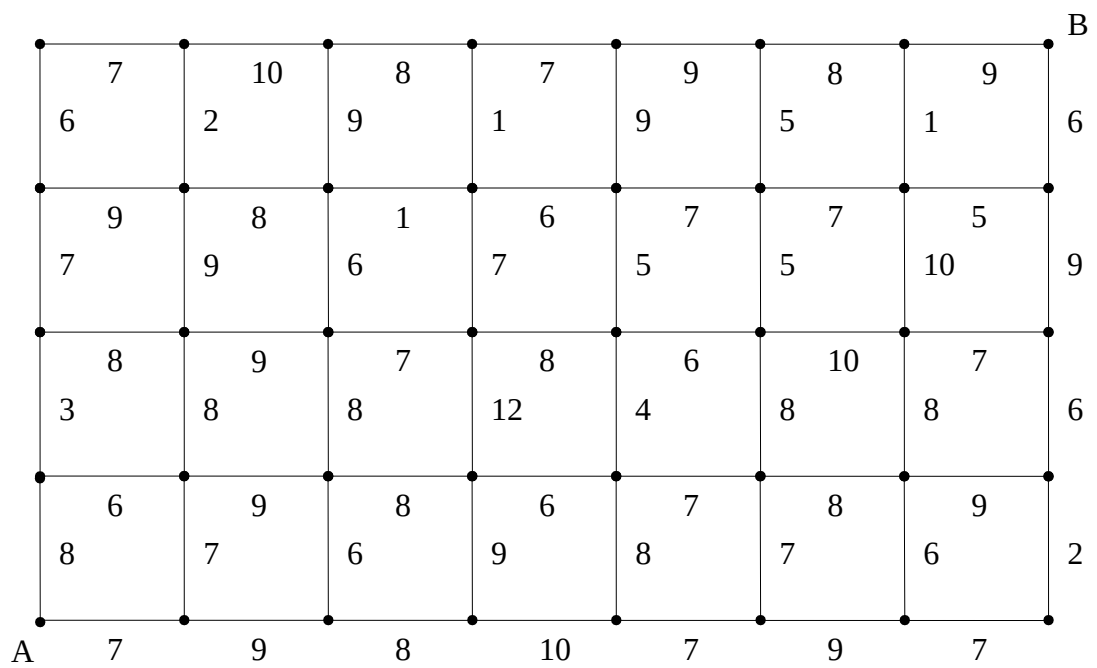 B
7 10 8 7 9 8 9
6 2 9 1 9 5 1 6
9 8 1 6 7 7 5
7 9 6 7 5 5 10 9
8 9 7 8 6 10 7
3 8 8 12 4 8 8 6
6 9 8 6 7 8 9
8 7 6 9 8 7 6 2
A 7 9 8 10 7 9 7